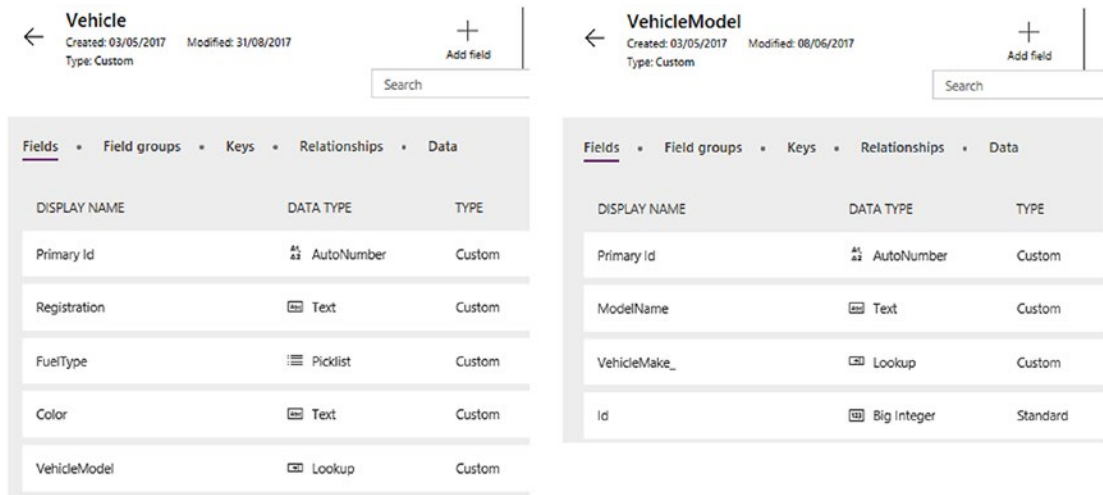 Vehicle
Created: 03/05/2017 Modified: 31/08/2017
Type: Custom
Add field
Search
Fields • Field groups • Keys • Relationships • Data
DISPLAY NAME DATA TYPE TYPE
Primary Id AutoNumber Custom
Registration Text Custom
FuelType Picklist Custom
Color Text Custom
VehicleModel Lookup Custom
VehicleModel
Created: 03/05/2017 Modified: 08/06/2017
Type: Custom
Add field
Search
Fields • Field groups • Keys • Relationships • Data
DISPLAY NAME DATA TYPE TYPE
Primary Id AutoNumber Custom
ModelName Text Custom
VehicleMake_ Lookup Custom
Id Big Integer Standard